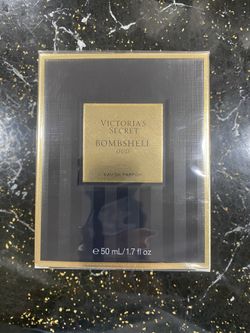 VICTORIA'S
SECRET
BOMBSHELL
OUD
EAU DE PARFUM
℮ 50 mL/1.7 fl oz